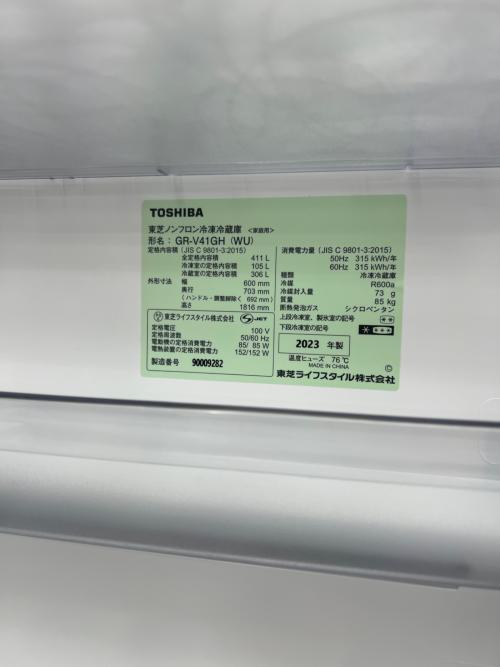 TOSHIBA
東芝ノンフロン冷凍冷蔵庫 <家庭用>
形名: GR-V41GH (WU)
定格内容積 (JIS C 9801-3:2015)
全定格内容積 411 L
冷凍室の定格内容積 105 L
冷蔵室の定格内容積 306 L
外形寸法 幅 600 mm
奥行 703 mm
(ハンドル・調整脚除く 692 mm)
高さ 1816 mm
東芝ライフスタイル株式会社 S-JET
定格電圧 100 V
定格周波数 50/60 Hz
電動機の定格消費電力 85/ 85 W
電熱装置の定格消費電力 152/152 W
製造番号 90009282
消費電力量 (JIS C 9801-3:2015)
50Hz 315 kWh/年
60Hz 315 kWh/年
種類 冷凍冷蔵庫
冷媒 R600a
冷媒封入量 73 g
質量 85 kg
断熱発泡ガス シクロペンタン
上段冷凍室、製氷室の記号
下段冷凍室の記号
2023 年製
温度ヒューズ 76℃
MADE IN CHINA
©
東芝ライフスタイル株式会社